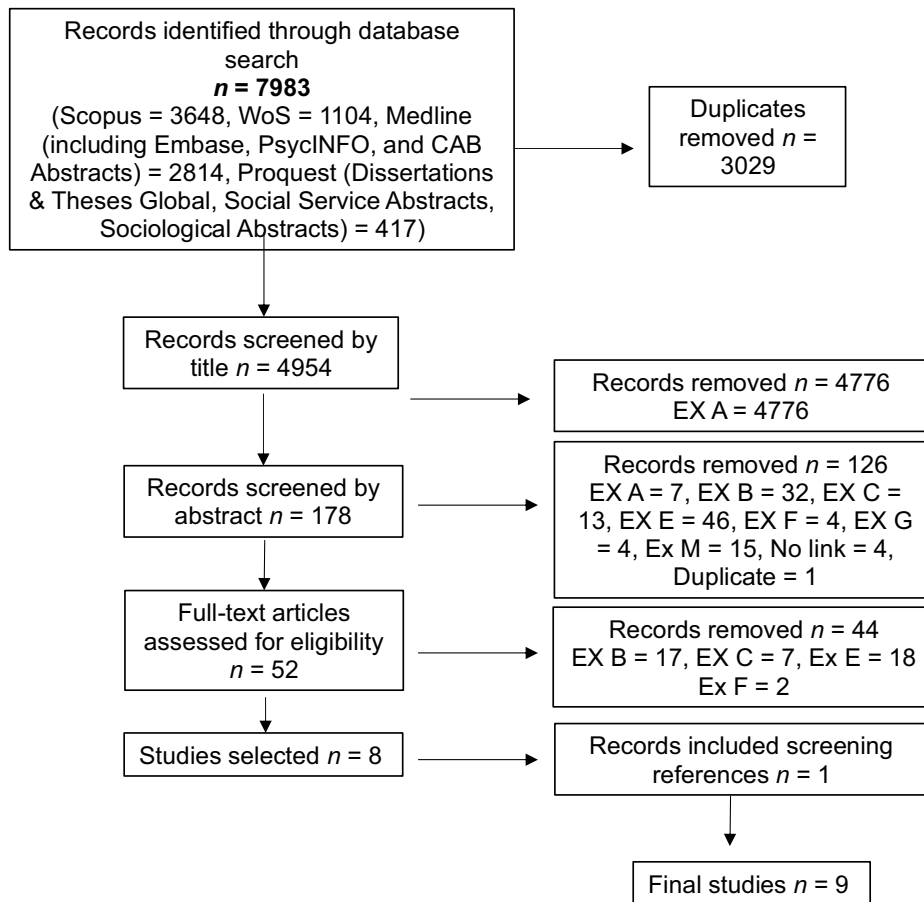 Records identified through database
search
n = 7983
(Scopus = 3648, WoS = 1104, Medline
(including Embase, PsycINFO, and CAB
Abstracts) = 2814, Proquest (Dissertations
& Theses Global, Social Service Abstracts,
Sociological Abstracts) = 417)
Duplicates
removed n =
3029
Records screened by
title n = 4954
Records removed n = 4776
EX A = 4776
Records screened by
abstract n = 178
Records removed n = 126
EX A = 7, EX B = 32, EX C =
13, EX E = 46, EX F = 4, EX G
= 4, Ex M = 15, No link = 4,
Duplicate = 1
Full-text articles
assessed for eligibility
n = 52
Records removed n = 44
EX B = 17, EX C = 7, Ex E = 18
Ex F = 2
Studies selected n = 8
Records included screening
references n = 1
Final studies n = 9